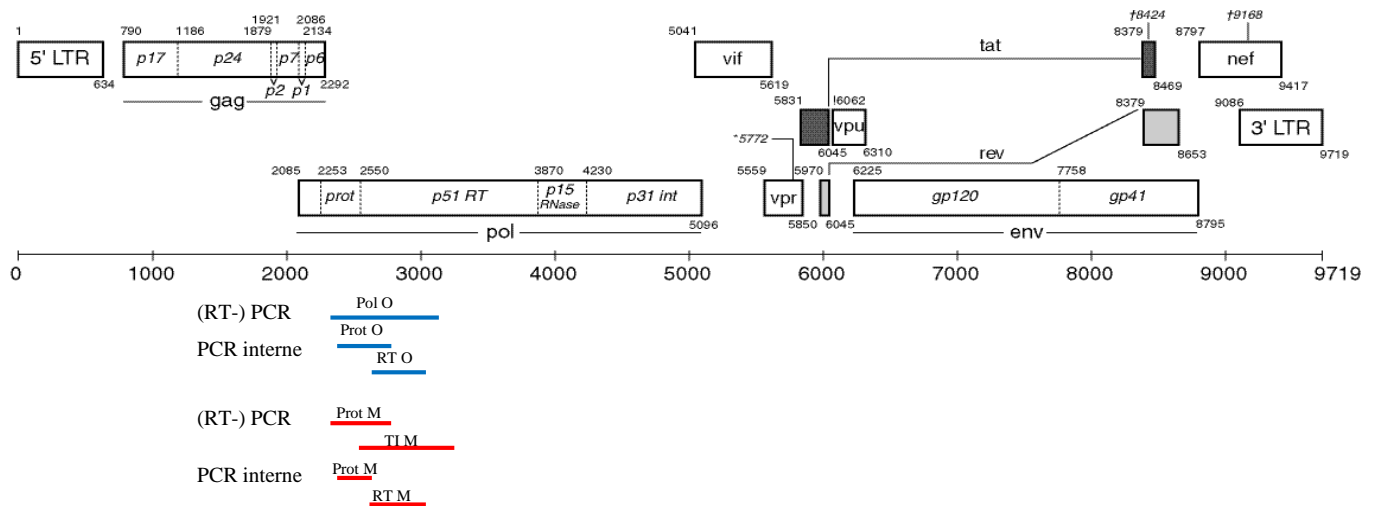 1 790 1186 1921 1879 2086 2134 5041 †8424 8379 †9168 8797
5' LTR p17 p24 p7 p6 vif tat nef
634 p2 p1 2292 5619 8469 9417
gag
5831 !6062 8379 9086
*5772 vpu 3' LTR
6045 6310 rev 8653 9719
2085 2253 2550 3870 4230 5559 5970 6225 7758
prot p51 RT p15 RNase p31 int vpr gp120 gp41
5096 5850 6045 8795
pol env
0 1000 2000 3000 4000 5000 6000 7000 8000 9000 9719
Pol O
(RT-) PCR
Prot O
PCR interne
RT O
Prot M
(RT-) PCR
TI M
Prot M
PCR interne
RT M